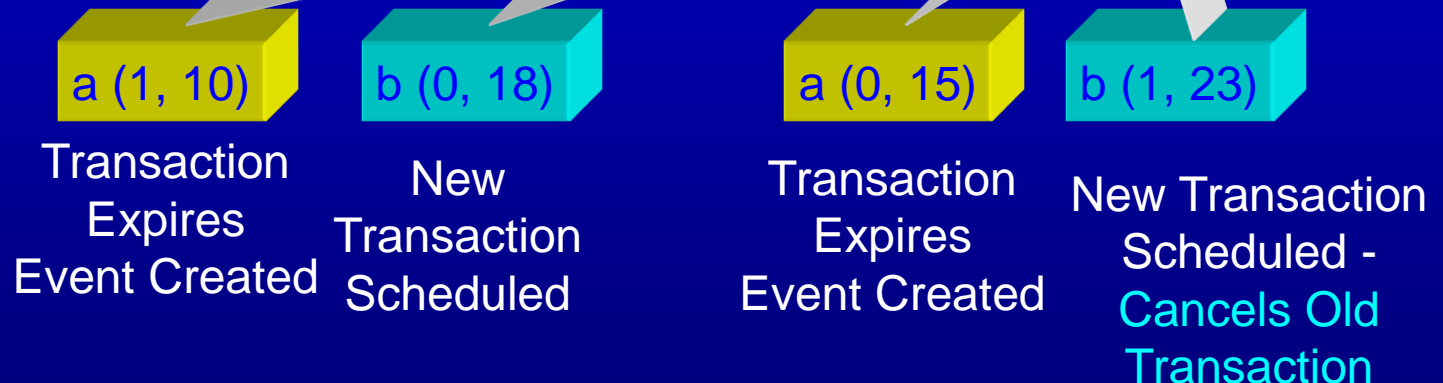 a (1, 10)
b (0, 18)
a (0, 15)
b (1, 23)
Transaction
Expires
Event Created
New
Transaction
Scheduled
Transaction
Expires
Event Created
New Transaction
Scheduled -
Cancels Old
Transaction